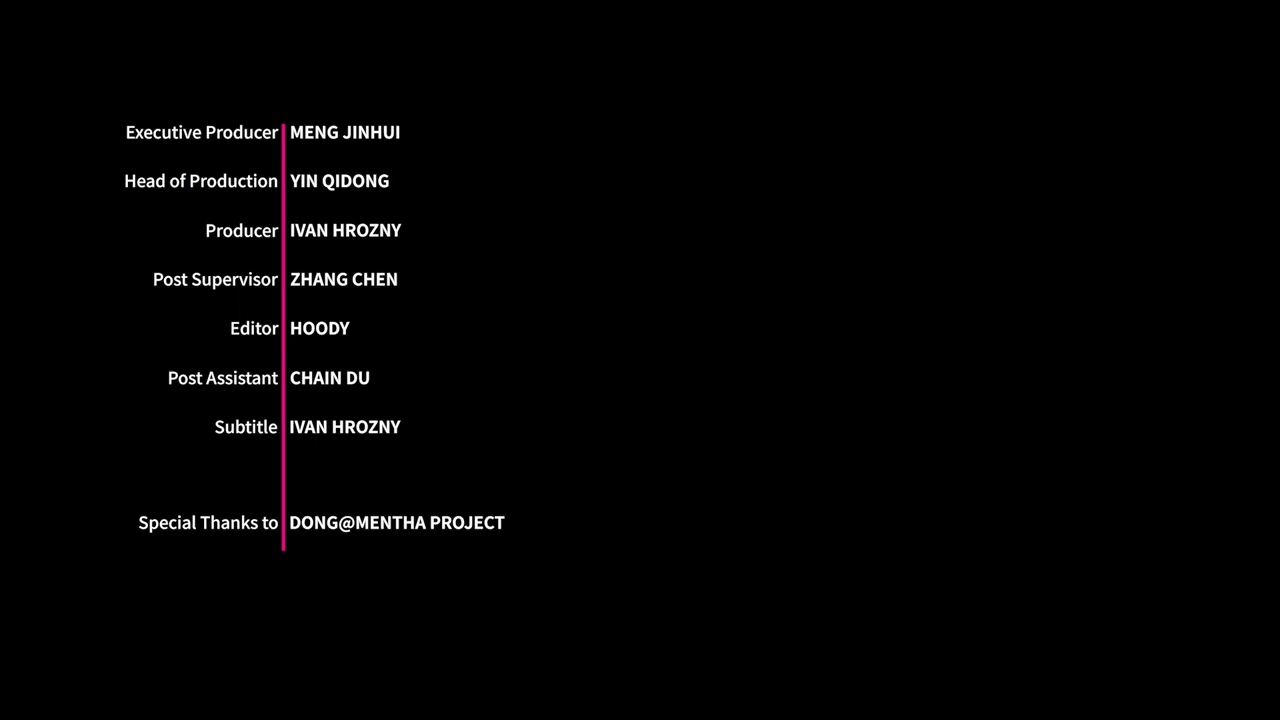 Executive Producer MENG JINHUI
Head of Production YIN QIDONG
Producer IVAN HROZNY
Post Supervisor ZHANG CHEN
Editor HOODY
Post Assistant CHAIN DU
Subtitle IVAN HROZNY
Special Thanks to DONG@MENTHA PROJECT